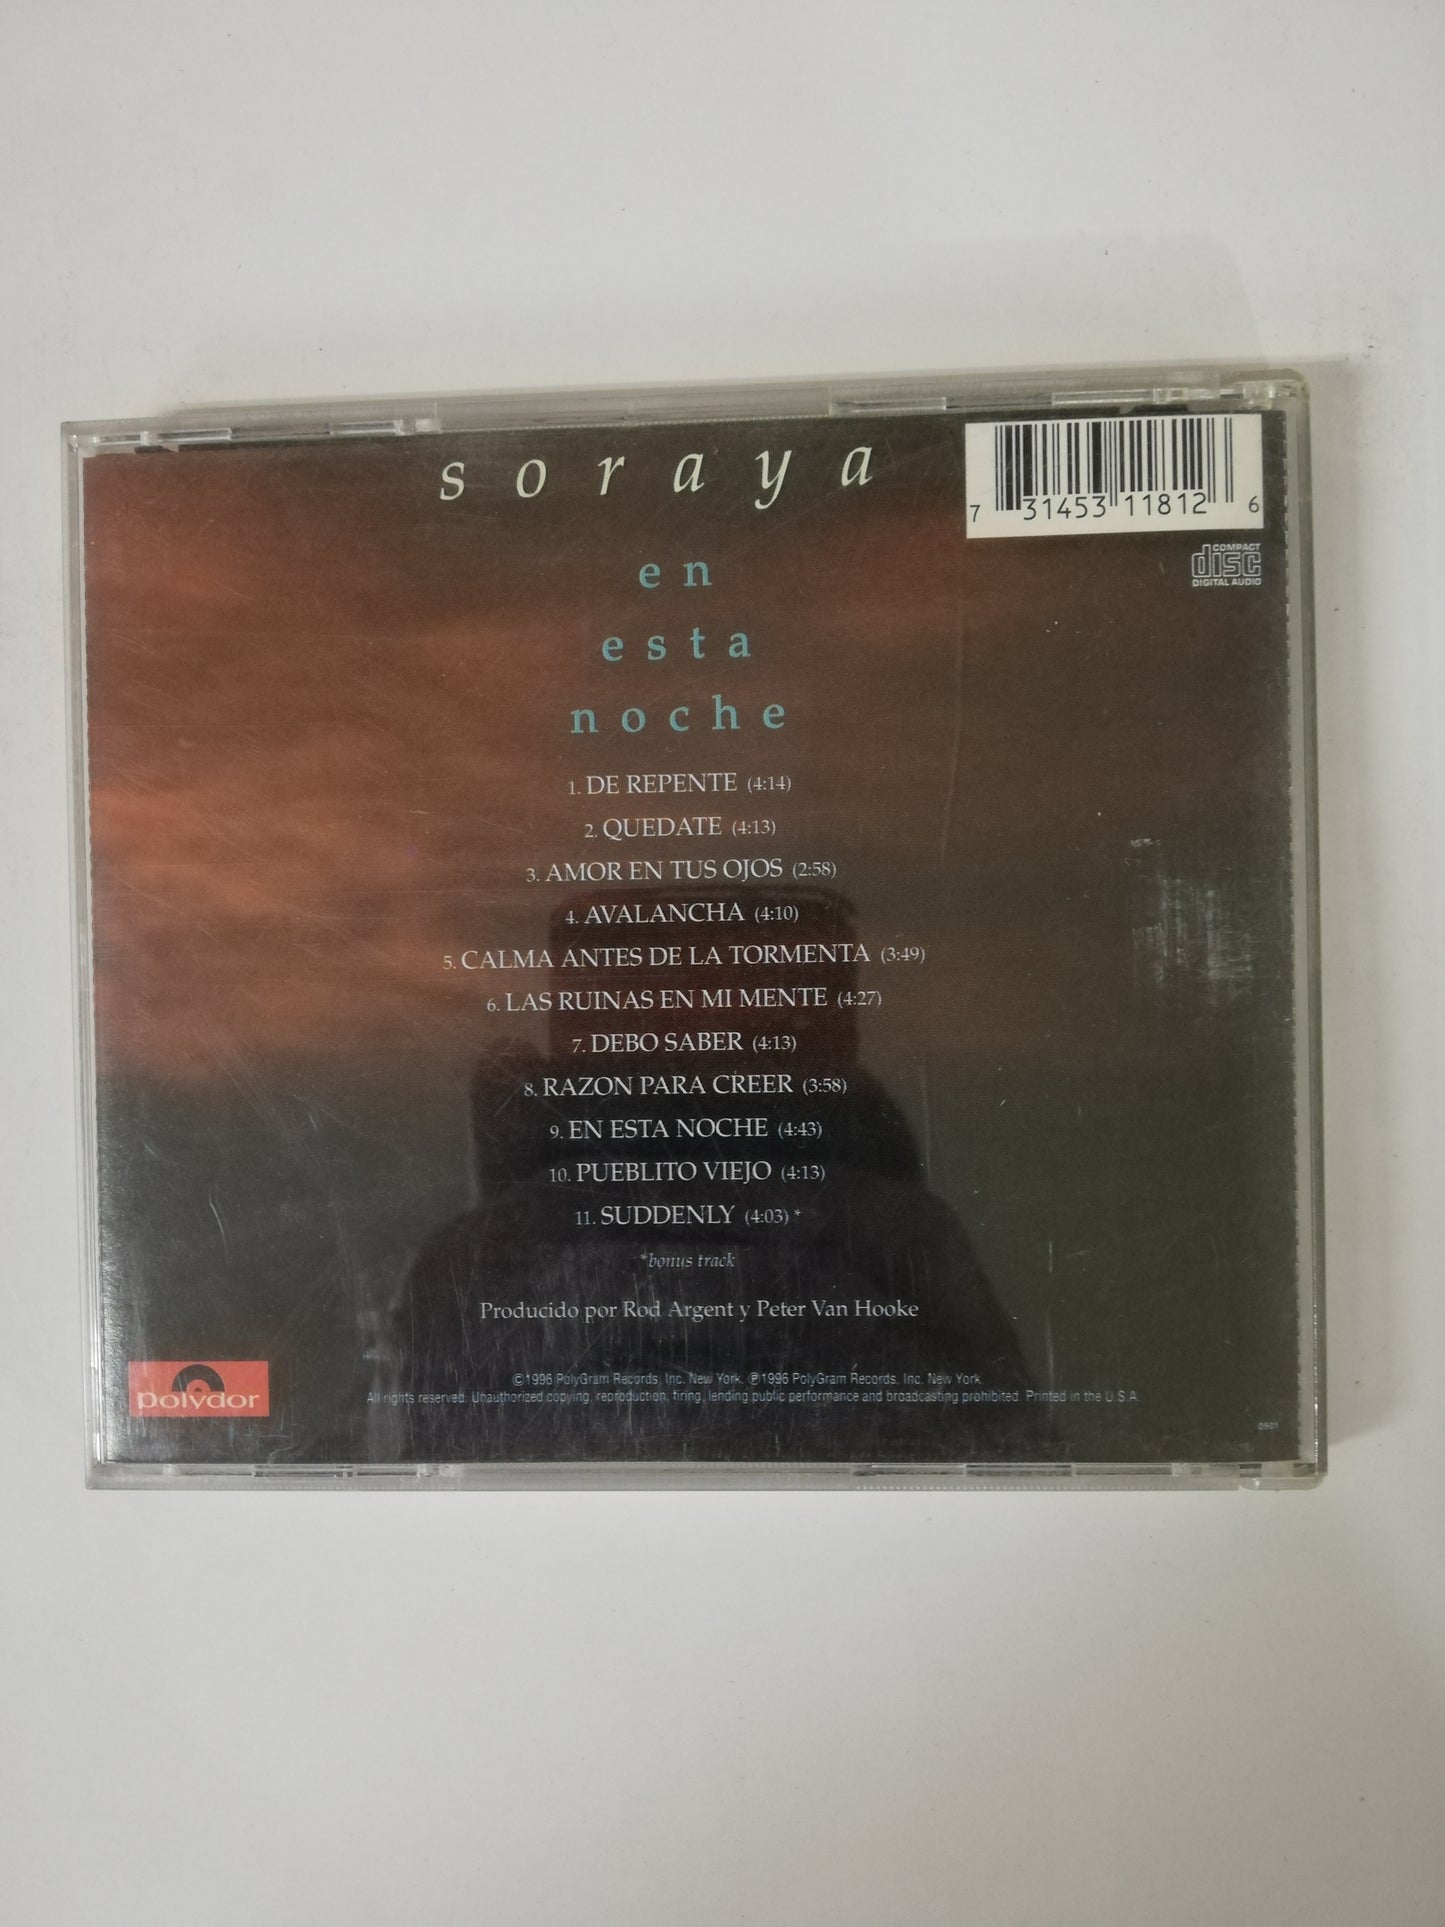 soraya
7 31453 11812 6
COMPACT
disc
DIGITAL AUDIO
en
esta
noche
1. DE REPENTE (4:14)
2. QUEDATE (4:13)
3. AMOR EN TUS OJOS (2:58)
4. AVALANCHA (4:10)
5. CALMA ANTES DE LA TORMENTA (3:49)
6. LAS RUINAS EN MI MENTE (4:27)
7. DEBO SABER (4:13)
8. RAZON PARA CREER (3:58)
9. EN ESTA NOCHE (4:43)
10. PUEBLITO VIEJO (4:13)
11. SUDDENLY (4:03) *
*bonus track
Producido por Rod Argent y Peter Van Hooke
polydor
©1996 PolyGram Records, Inc. New York. ℗1996 PolyGram Records, Inc. New York
All rights reserved. Unauthorized copying, reproduction, firing, lending public performance and broadcasting prohibited. Printed in the U.S.A.